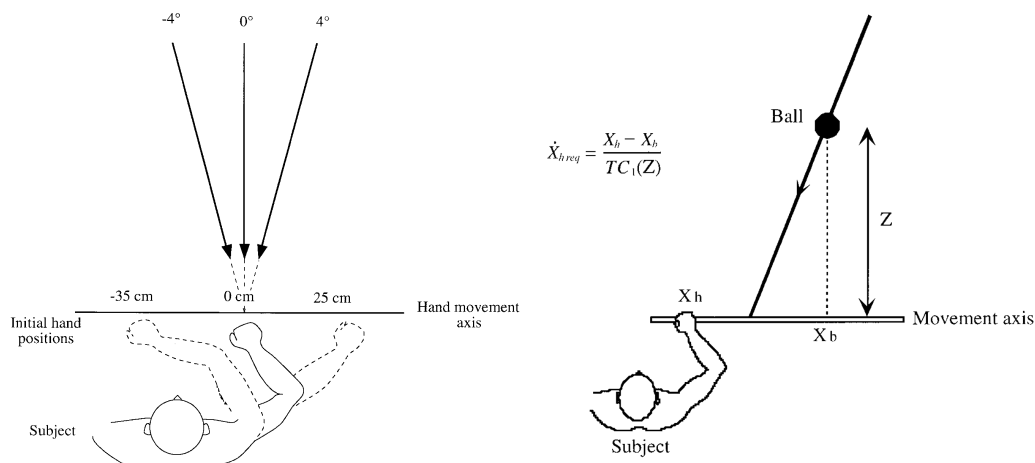 -4°
0°
4°
-35 cm
0 cm
25 cm
Initial hand
positions
Hand movement
axis
Subject
Ball
Ẋh req = Xh – Xb / TC1(Z)
Z
Xh
Movement axis
Xb
Subject